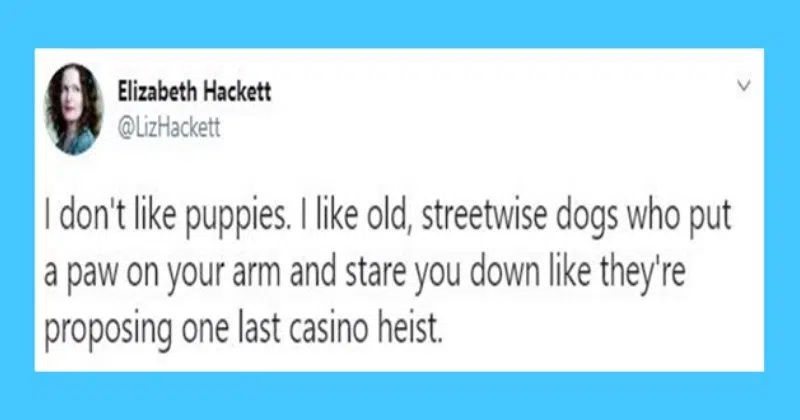 Elizabeth Hackett
@LizHackett
I don't like puppies. I like old, streetwise dogs who put
a paw on your arm and stare you down like they're
proposing one last casino heist.